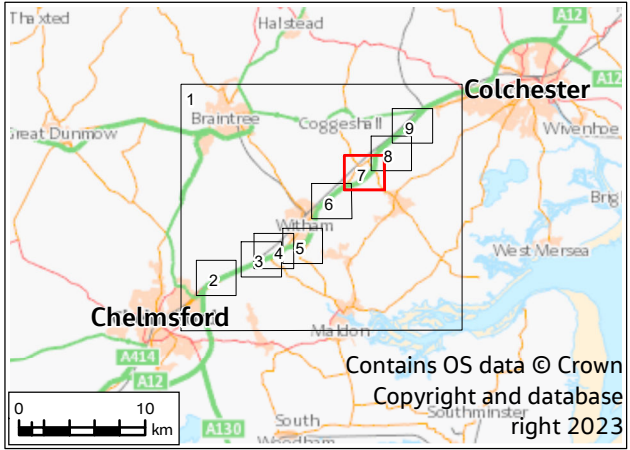 Thaxted
Halstead
A12
Colchester
A12
1
Braintree
Coggeshall
9
Great Dunmow
Wivenhoe
8
7
6
Witham
West Mersea
5
4
3
2
Chelmsford
Maldon
A414
A12
Contains OS data © Crown
Copyright and database
right 2023
Southminster
A130
South
Woodham
0 10
km